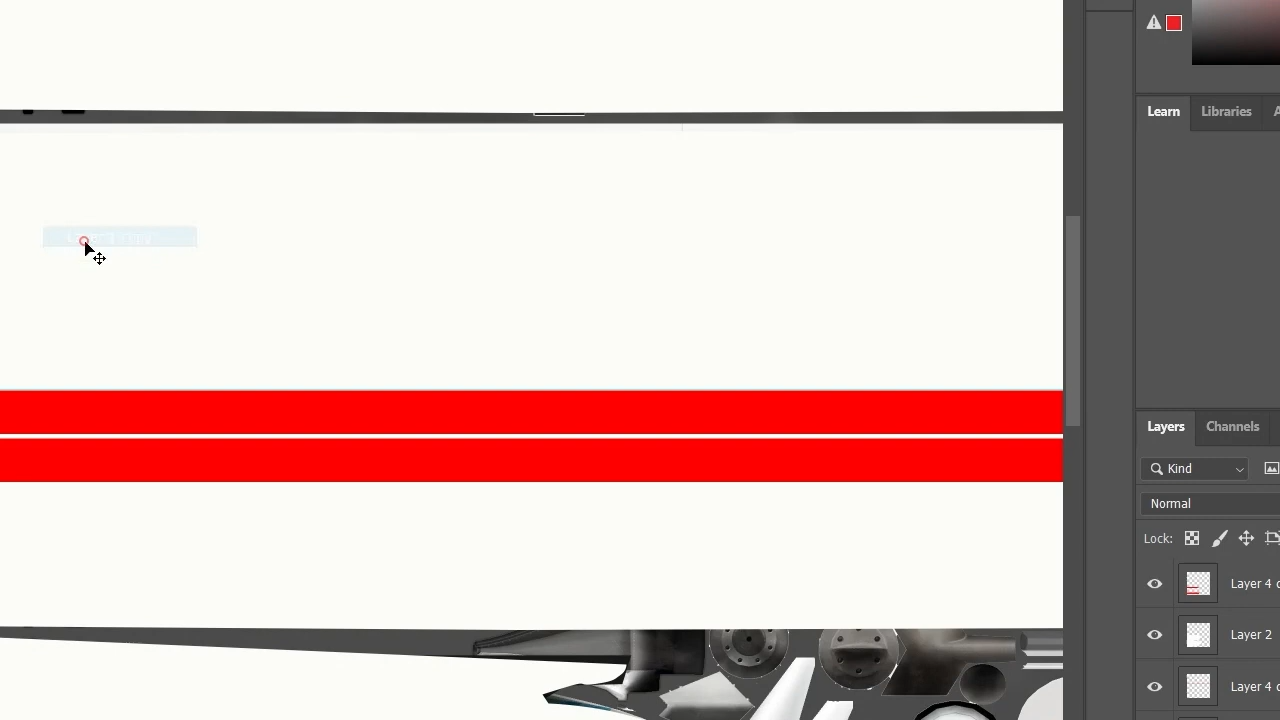 Learn
Libraries
A
Layers
Channels
Kind
Normal
Lock:
Layer 4 c
Layer 2
Layer 4 c